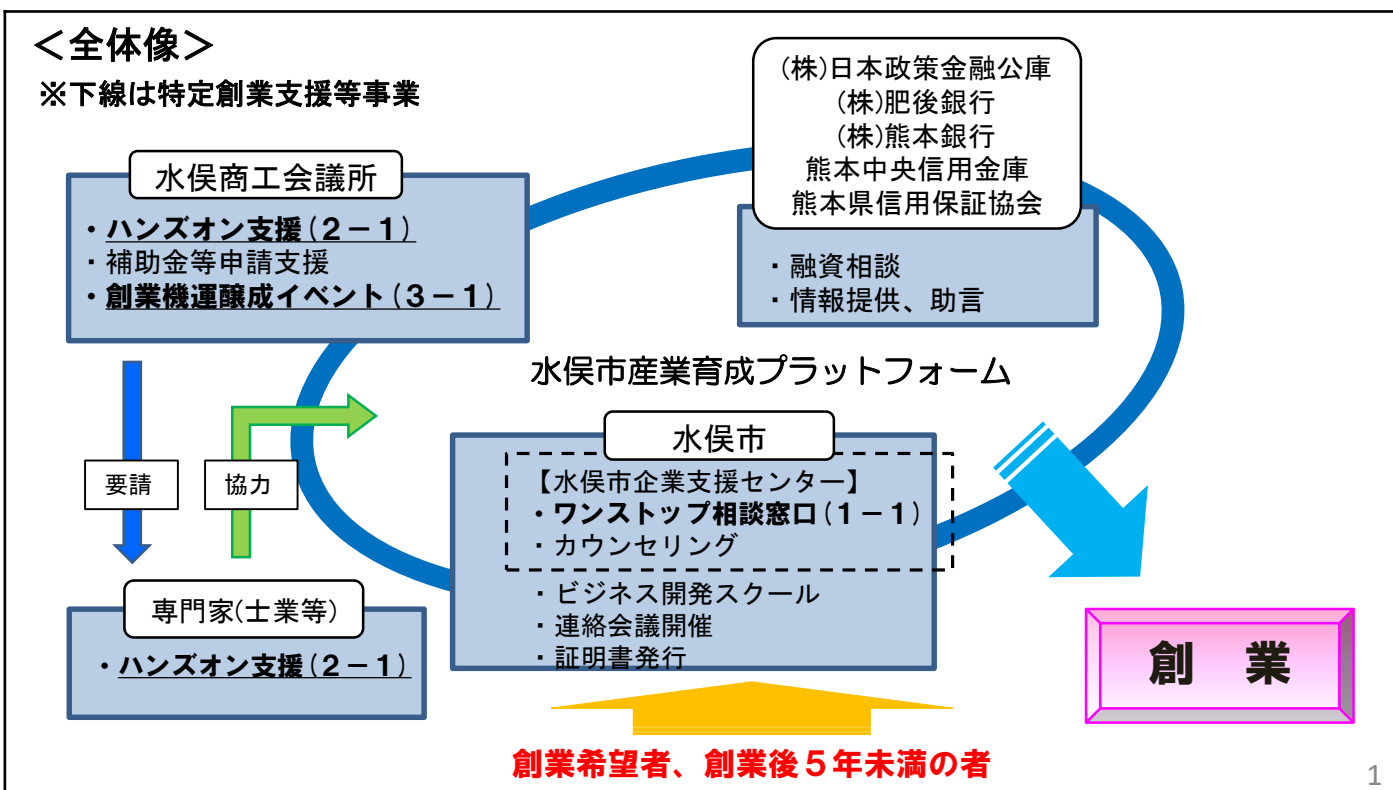 ＜全体像＞
※下線は特定創業支援等事業
水俣商工会議所
・ハンズオン支援(２－１)
・補助金等申請支援
・創業機運醸成イベント(３－１)
(株)日本政策金融公庫
(株)肥後銀行
(株)熊本銀行
熊本中央信用金庫
熊本県信用保証協会
・融資相談
・情報提供、助言
水俣市産業育成プラットフォーム
要請
協力
水俣市
【水俣市企業支援センター】
・ワンストップ相談窓口(１－１)
・カウンセリング
・ビジネス開発スクール
・連絡会議開催
・証明書発行
専門家(士業等)
・ハンズオン支援(２－１)
創　業
創業希望者、創業後５年未満の者
1